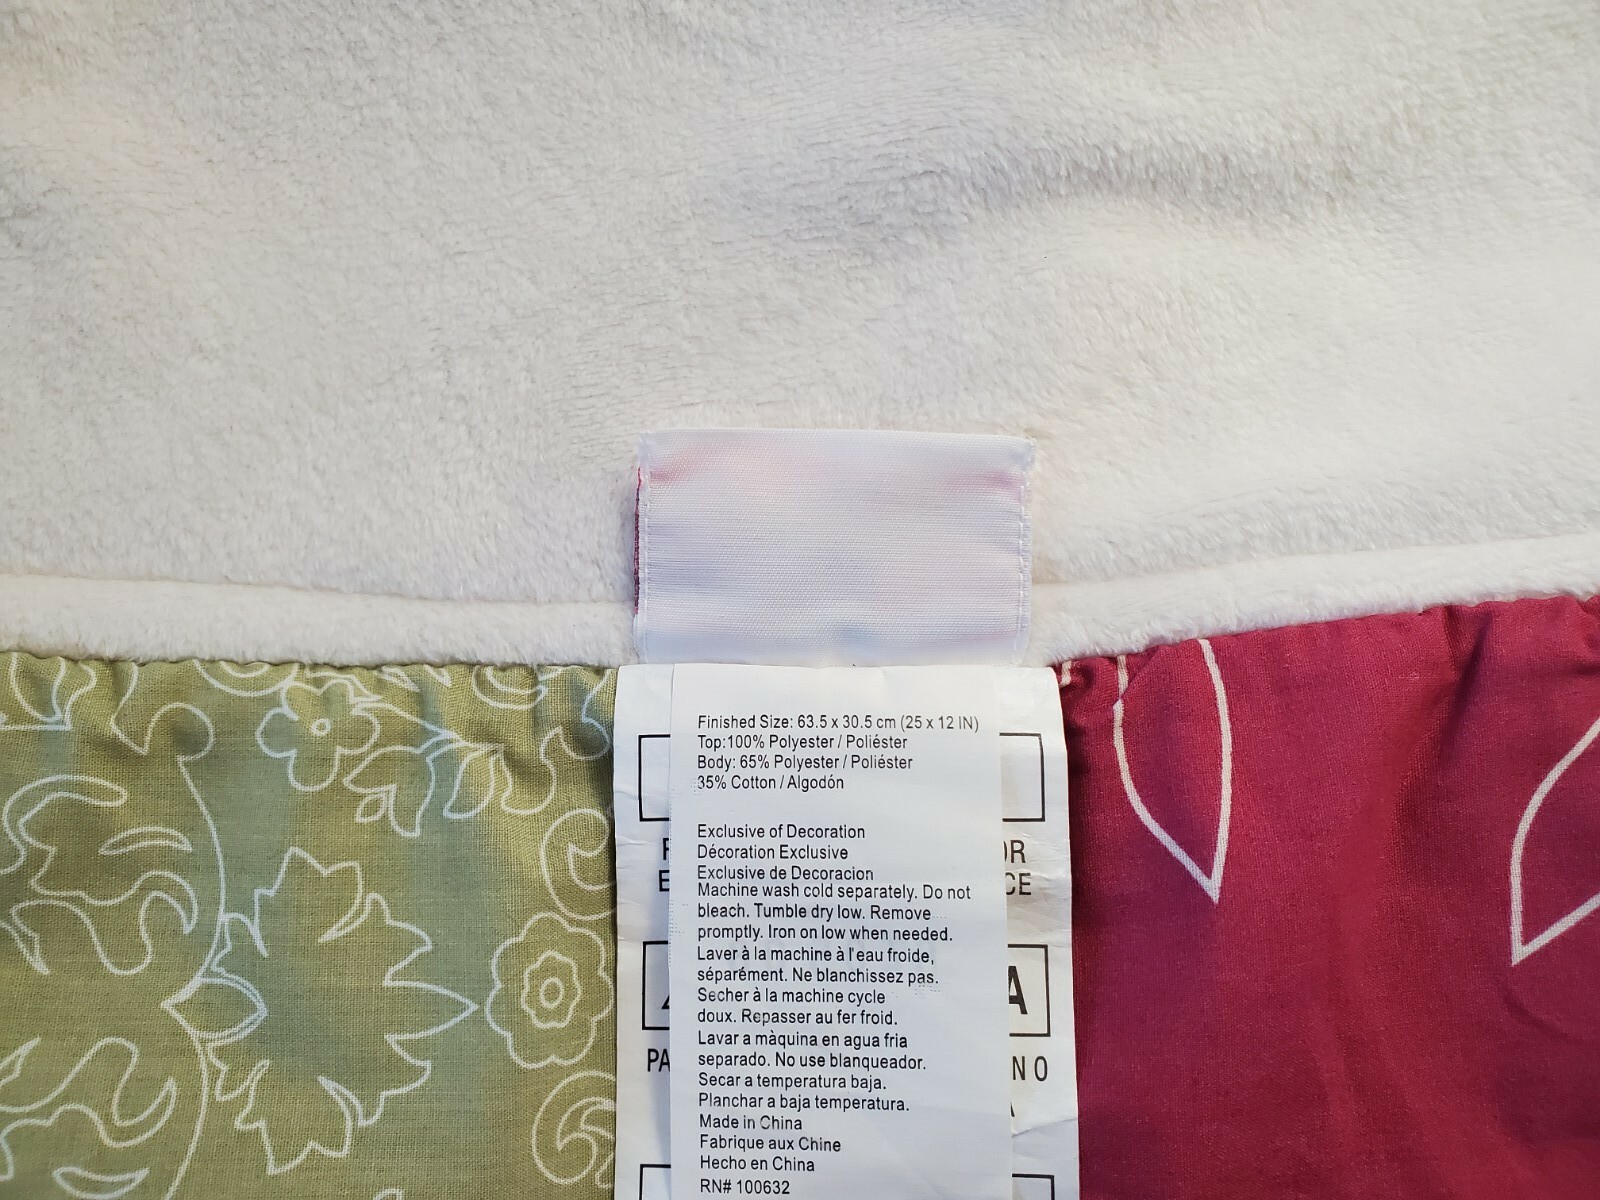 Finished Size: 63.5 x 30.5 cm (25 x 12 IN)
Top:100% Polyester / Poliéster
Body: 65% Polyester / Poliéster
35% Cotton / Algodón
Exclusive of Decoration
Décoration Exclusive
Exclusive de Decoracion
Machine wash cold separately. Do not
bleach. Tumble dry low. Remove
promptly. Iron on low when needed.
Laver à la machine à l'eau froide,
séparément. Ne blanchissez pas.
Secher à la machine cycle
doux. Repasser au fer froid.
Lavar a màquina en agua fria
separado. No use blanqueador.
Secar a temperatura baja.
Planchar a baja temperatura.
Made in China
Fabrique aux Chine
Hecho en China
RN# 100632